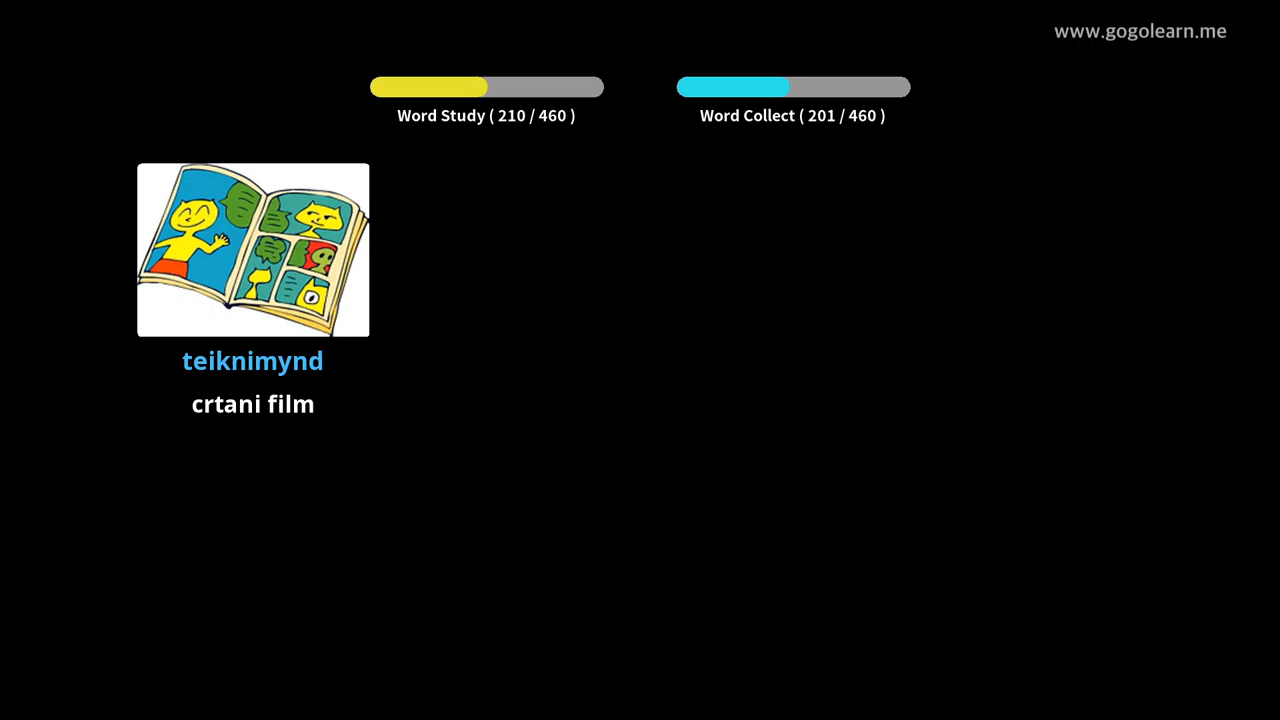 www.gogolearn.me
Word Study ( 210 / 460 )
Word Collect ( 201 / 460 )
teiknimynd
crtani film